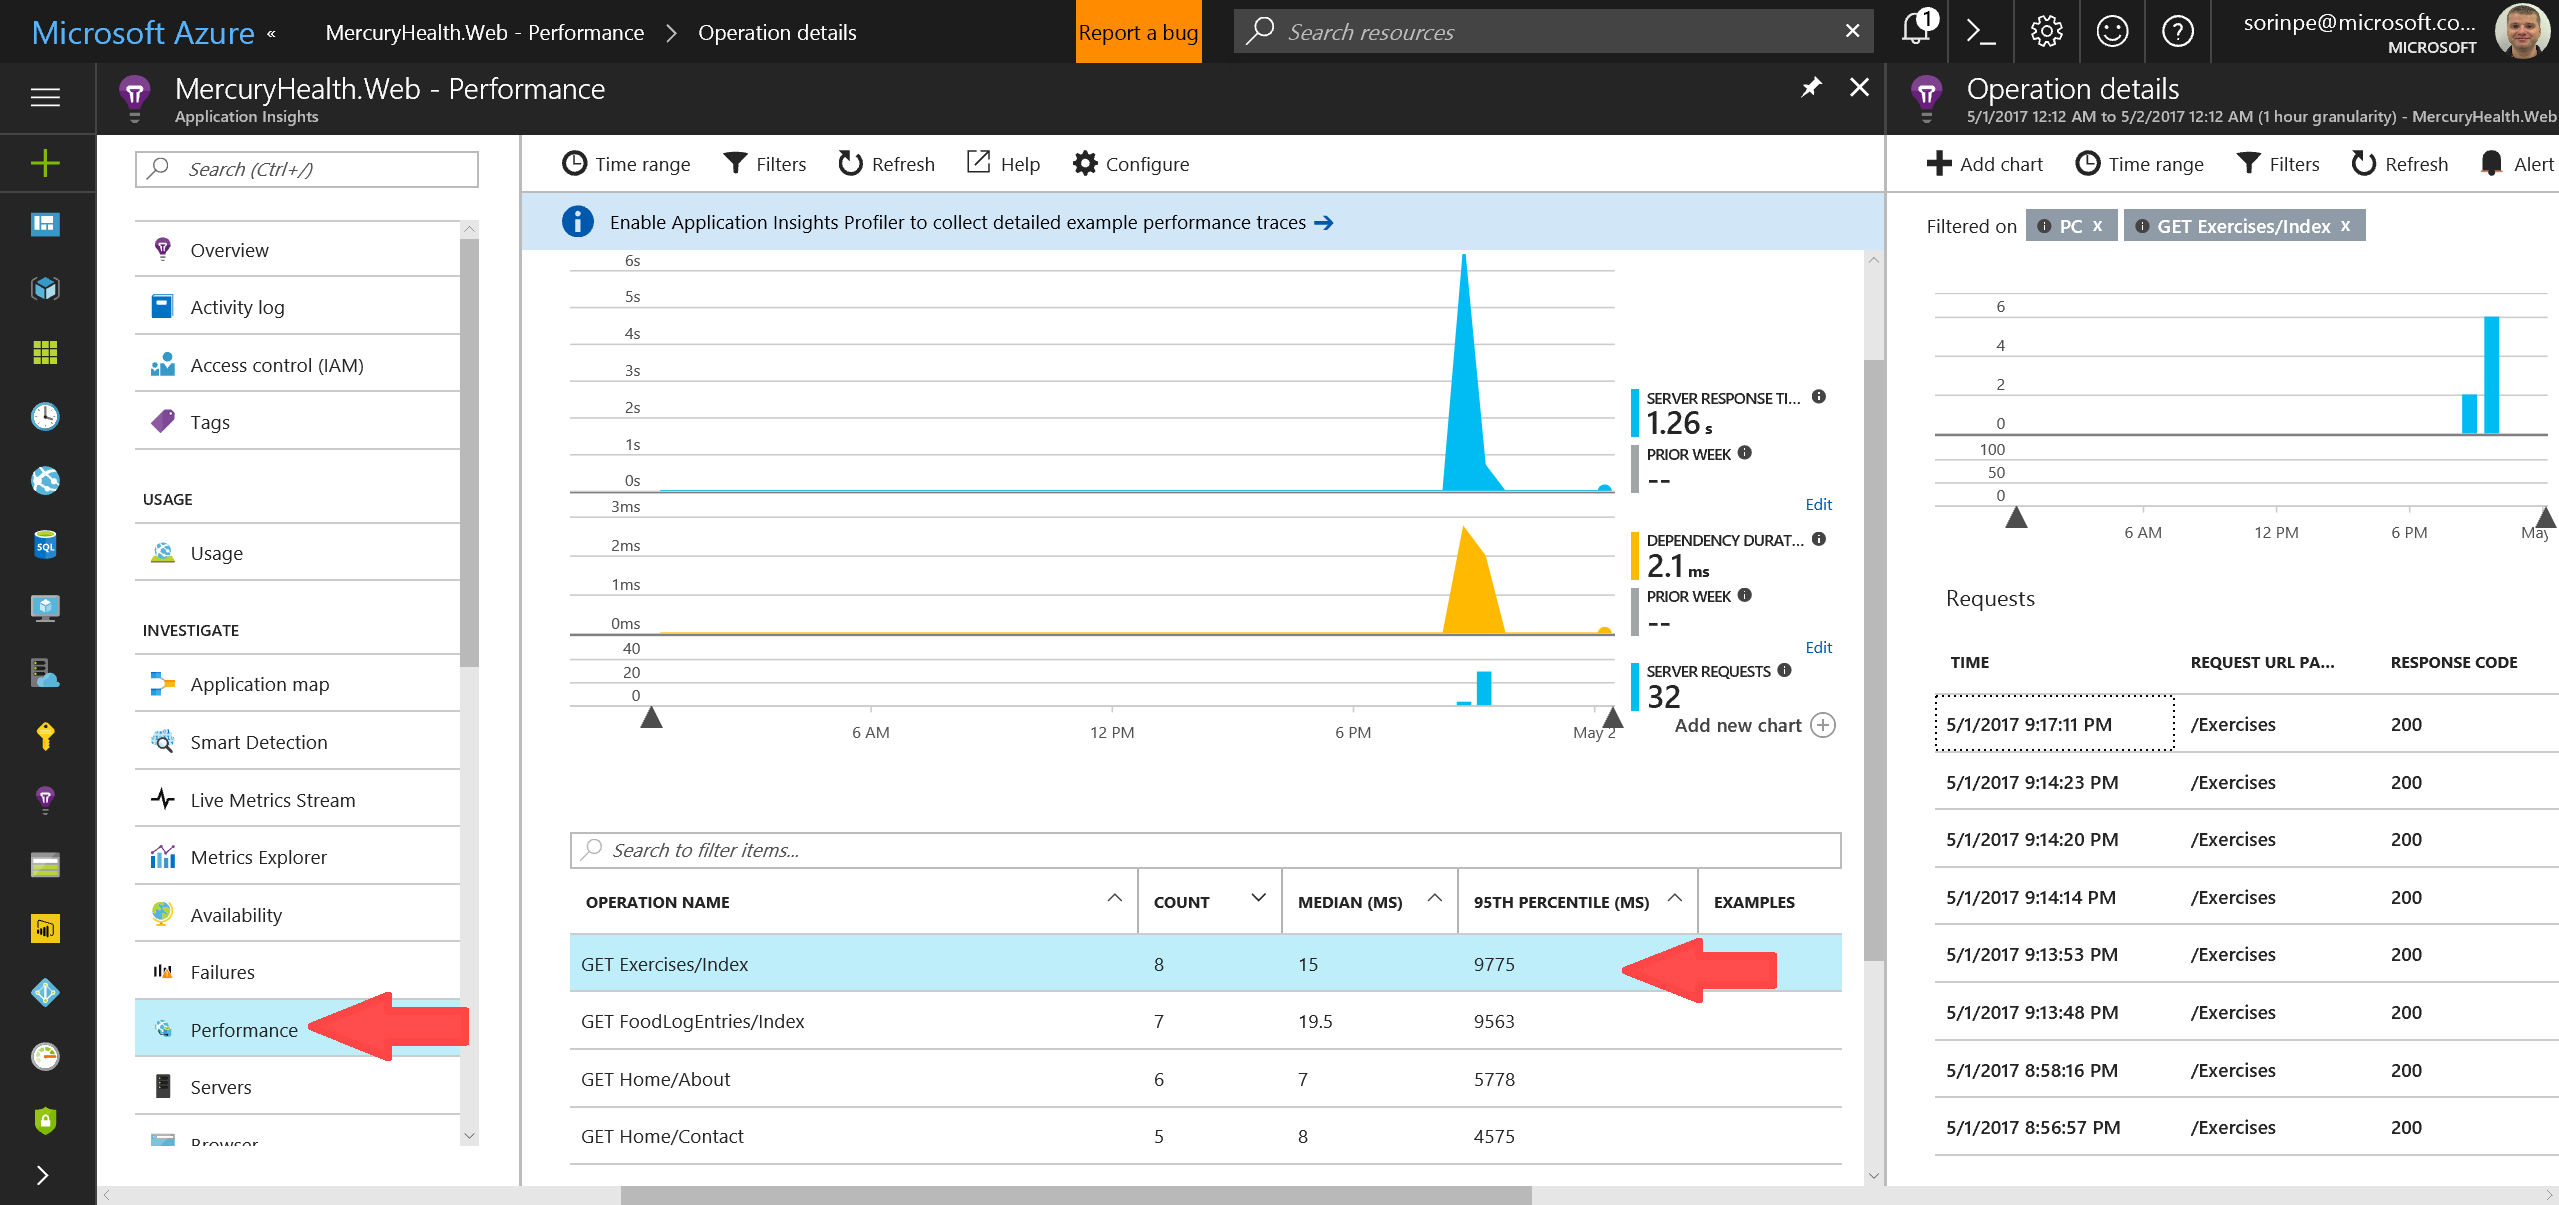 Microsoft Azure «
MercuryHealth.Web - Performance > Operation details
Report a bug
Search resources
1
sorinpe@microsoft.co...
MICROSOFT
MercuryHealth.Web - Performance
Application Insights
Search (Ctrl+/)
Overview
Activity log
Access control (IAM)
Tags
USAGE
Usage
INVESTIGATE
Application map
Smart Detection
Live Metrics Stream
Metrics Explorer
Availability
Failures
Performance
Servers
Browser
SQL
Time range Filters Refresh Help Configure
Enable Application Insights Profiler to collect detailed example performance traces →
6s
5s
4s
3s
2s
1s
0s
SERVER RESPONSE TI...
1.26 s
PRIOR WEEK
--
Edit
3ms
2ms
1ms
0ms
DEPENDENCY DURAT...
2.1 ms
PRIOR WEEK
--
Edit
40
20
0
SERVER REQUESTS
32
6 AM 12 PM 6 PM May 2
Add new chart
Search to filter items...
OPERATION NAME COUNT MEDIAN (MS) 95TH PERCENTILE (MS) EXAMPLES
GET Exercises/Index 8 15 9775
GET FoodLogEntries/Index 7 19.5 9563
GET Home/About 6 7 5778
GET Home/Contact 5 8 4575
Operation details
5/1/2017 12:12 AM to 5/2/2017 12:12 AM (1 hour granularity) - MercuryHealth.Web
Add chart Time range Filters Refresh Alert
Filtered on PC x GET Exercises/Index x
6
4
2
0
100
50
0
6 AM 12 PM 6 PM May
Requests
TIME REQUEST URL PA... RESPONSE CODE
5/1/2017 9:17:11 PM /Exercises 200
5/1/2017 9:14:23 PM /Exercises 200
5/1/2017 9:14:20 PM /Exercises 200
5/1/2017 9:14:14 PM /Exercises 200
5/1/2017 9:13:53 PM /Exercises 200
5/1/2017 9:13:48 PM /Exercises 200
5/1/2017 8:58:16 PM /Exercises 200
5/1/2017 8:56:57 PM /Exercises 200